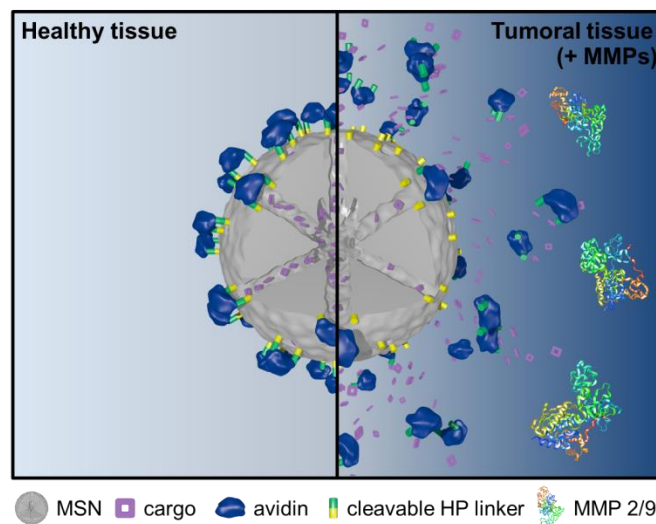 Healthy tissue
Tumoral tissue
(+ MMPs)
MSN cargo avidin cleavable HP linker MMP 2/9